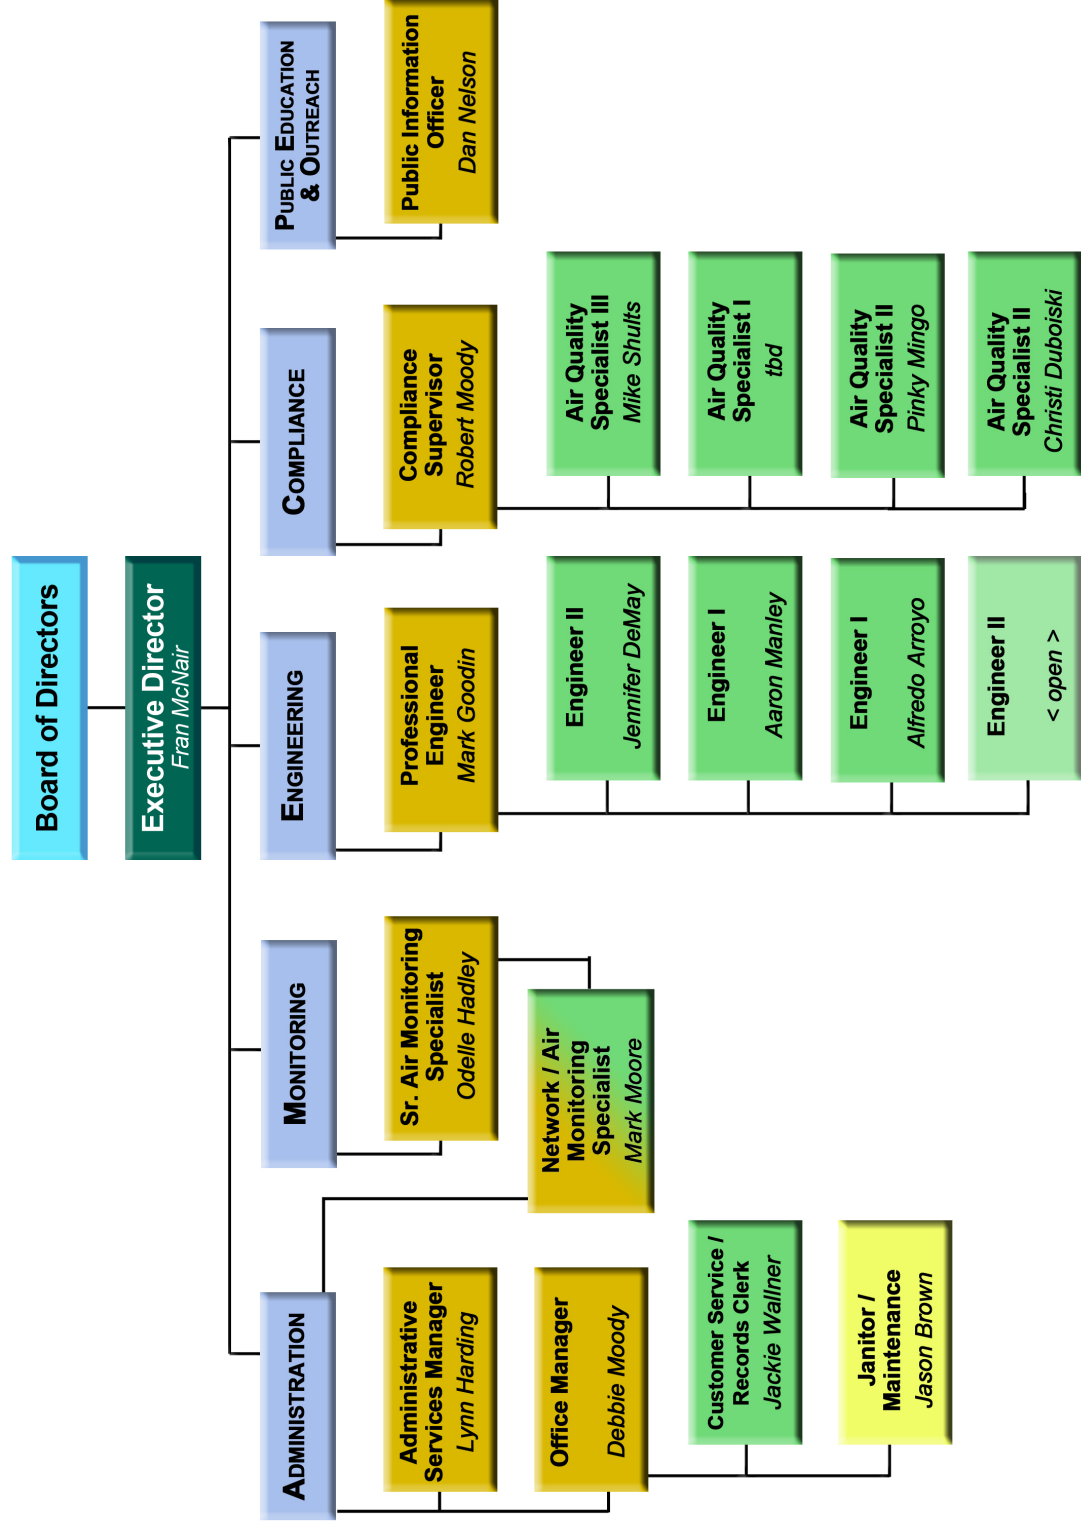 Board of Directors
Executive Director
Fran McNair
ADMINISTRATION
MONITORING
ENGINEERING
COMPLIANCE
PUBLIC EDUCATION
& OUTREACH
Administrative
Services Manager
Lynn Harding
Office Manager
Debbie Moody
Customer Service /
Records Clerk
Jackie Wallner
Janitor /
Maintenance
Jason Brown
Sr. Air Monitoring
Specialist
Odelle Hadley
Network / Air
Monitoring
Specialist
Mark Moore
Professional
Engineer
Mark Goodin
Engineer II
Jennifer DeMay
Engineer I
Aaron Manley
Engineer I
Alfredo Arroyo
Engineer II
< open >
Compliance
Supervisor
Robert Moody
Air Quality
Specialist III
Mike Shults
Air Quality
Specialist I
tbd
Air Quality
Specialist II
Pinky Mingo
Air Quality
Specialist II
Christi Duboiski
Public Information
Officer
Dan Nelson